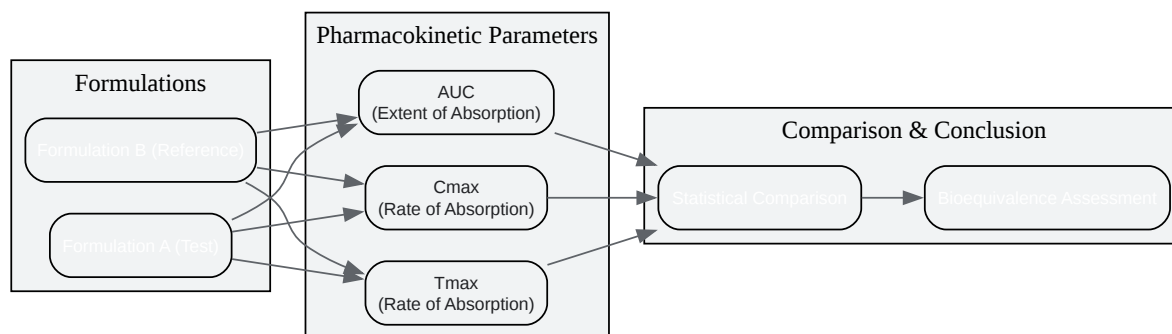 Formulations
Formulation B (Reference)
Formulation A (Test)
Pharmacokinetic Parameters
AUC
(Extent of Absorption)
Cmax
(Rate of Absorption)
Tmax
(Rate of Absorption)
Comparison & Conclusion
Statistical Comparison
Bioequivalence Assessment